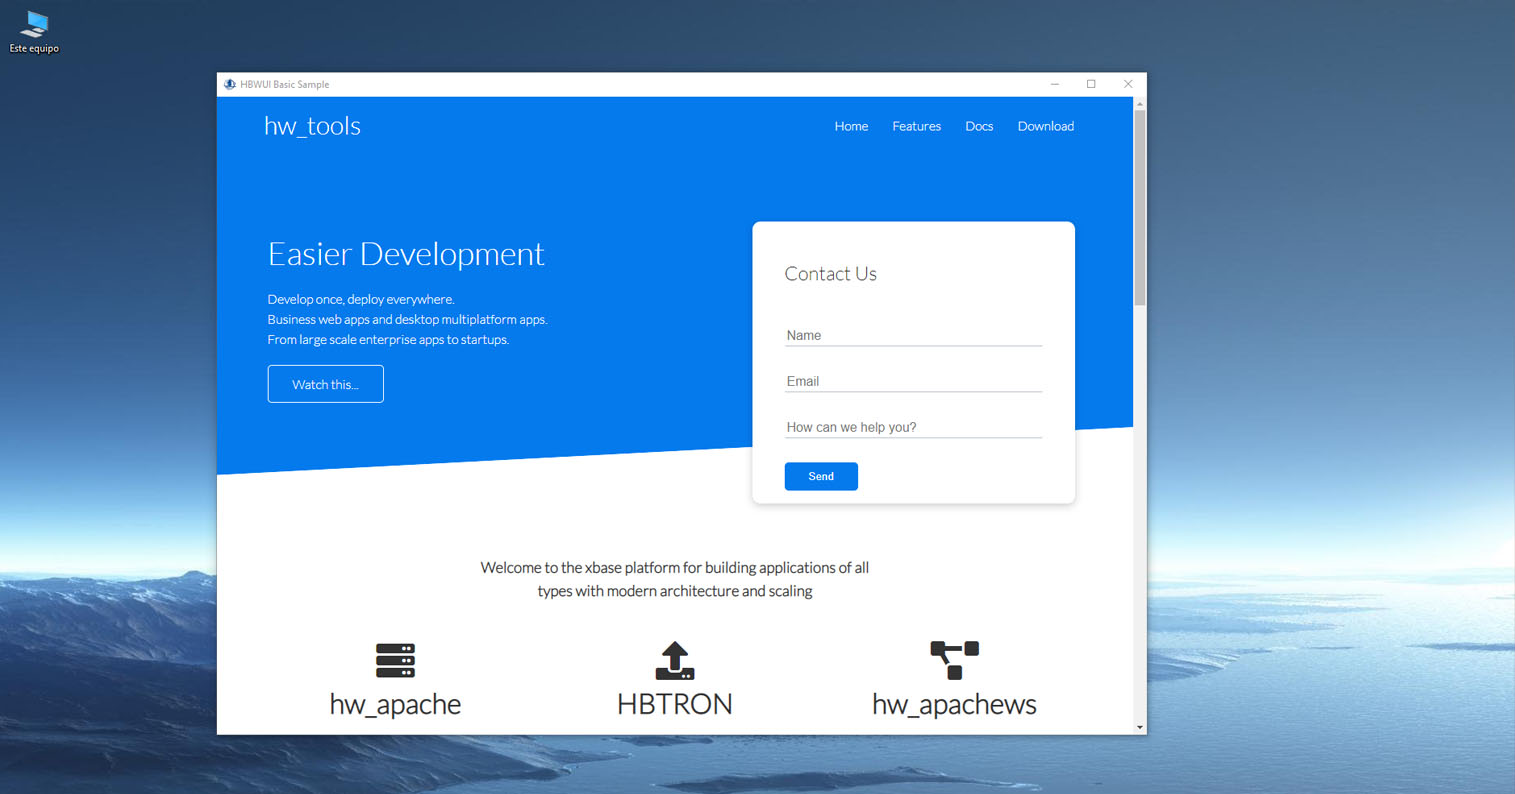 Este equipo
HBWUI Basic Sample
hw_tools
Home Features Docs Download
Easier Development
Develop once, deploy everywhere.
Business web apps and desktop multiplatform apps.
From large scale enterprise apps to startups.
Watch this...
Contact Us
Name
Email
How can we help you?
Send
Welcome to the xbase platform for building applications of all
types with modern architecture and scaling
hw_apache HBTRON hw_apachews